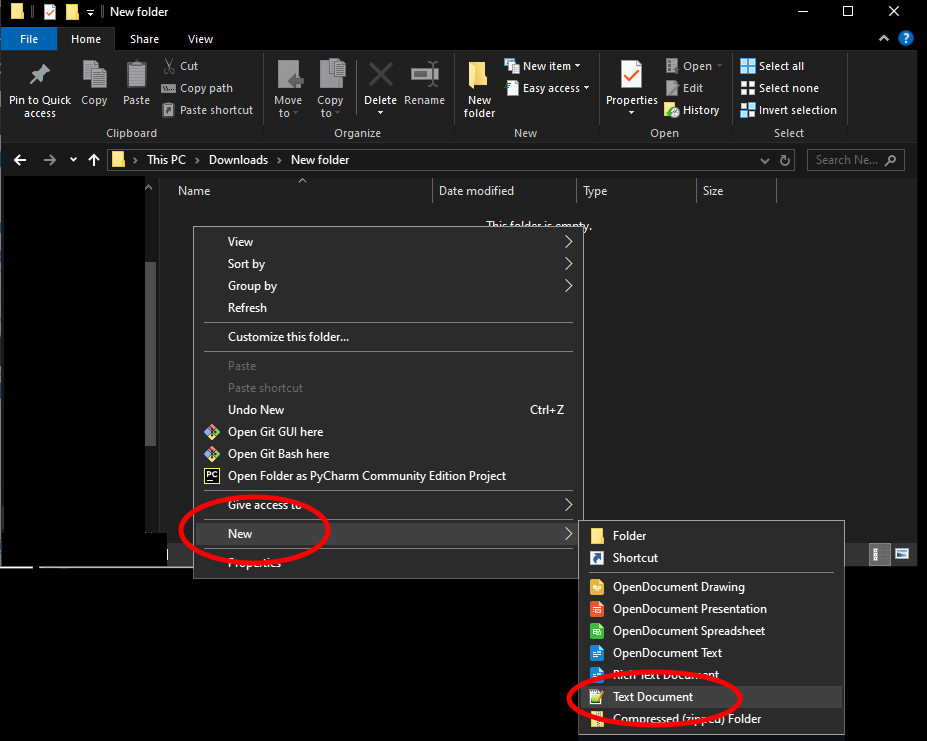 New folder
File Home Share View
Pin to Quick access
Copy
Paste
Cut
Copy path
Paste shortcut
Clipboard
Move to
Copy to
Delete
Rename
Organize
New folder
New item
Easy access
New
Properties
Open
Edit
History
Open
Select all
Select none
Invert selection
Select
This PC > Downloads > New folder
Search Ne...
Name Date modified Type Size
This folder is empty.
View
Sort by
Group by
Refresh
Customize this folder...
Paste
Paste shortcut
Undo New Ctrl+Z
Open Git GUI here
Open Git Bash here
PC Open Folder as PyCharm Community Edition Project
Give access to
New
Properties
Folder
Shortcut
OpenDocument Drawing
OpenDocument Presentation
OpenDocument Spreadsheet
OpenDocument Text
Rich Text Document
Text Document
Compressed (zipped) Folder